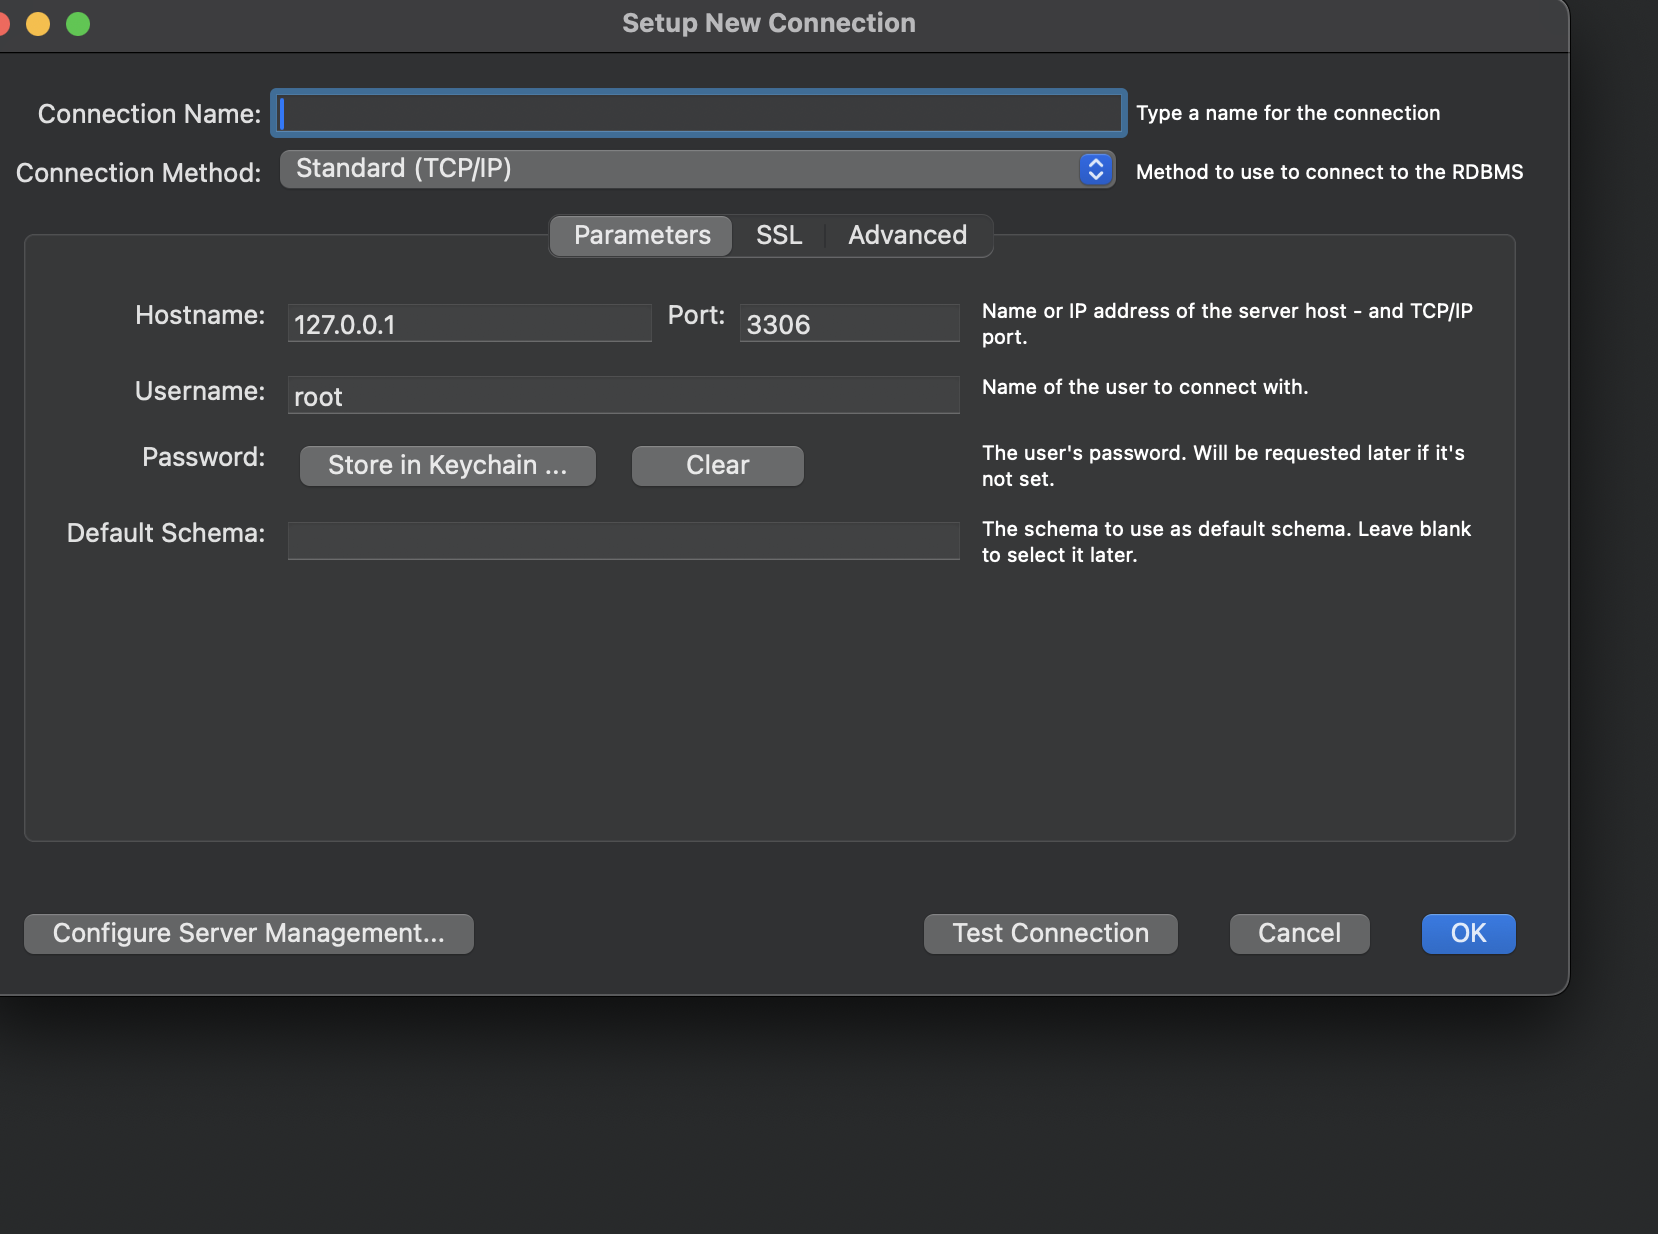 Setup New Connection
Connection Name:
Type a name for the connection
Connection Method: Standard (TCP/IP)
Method to use to connect to the RDBMS
Parameters SSL Advanced
Hostname: 127.0.0.1 Port: 3306
Name or IP address of the server host - and TCP/IP
port.
Username: root
Name of the user to connect with.
Password: Store in Keychain ... Clear
The user's password. Will be requested later if it's
not set.
Default Schema:
The schema to use as default schema. Leave blank
to select it later.
Configure Server Management... Test Connection Cancel OK